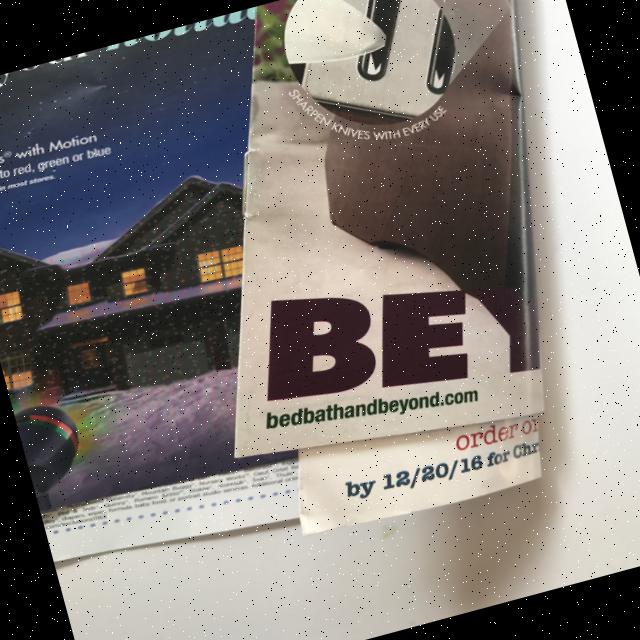 with Motion
to red, green or blue
SHARPEN KNIVES WITH EVERY USE
BEY
bedbathandbeyond.com
order or
by 12/20/16 for Chr